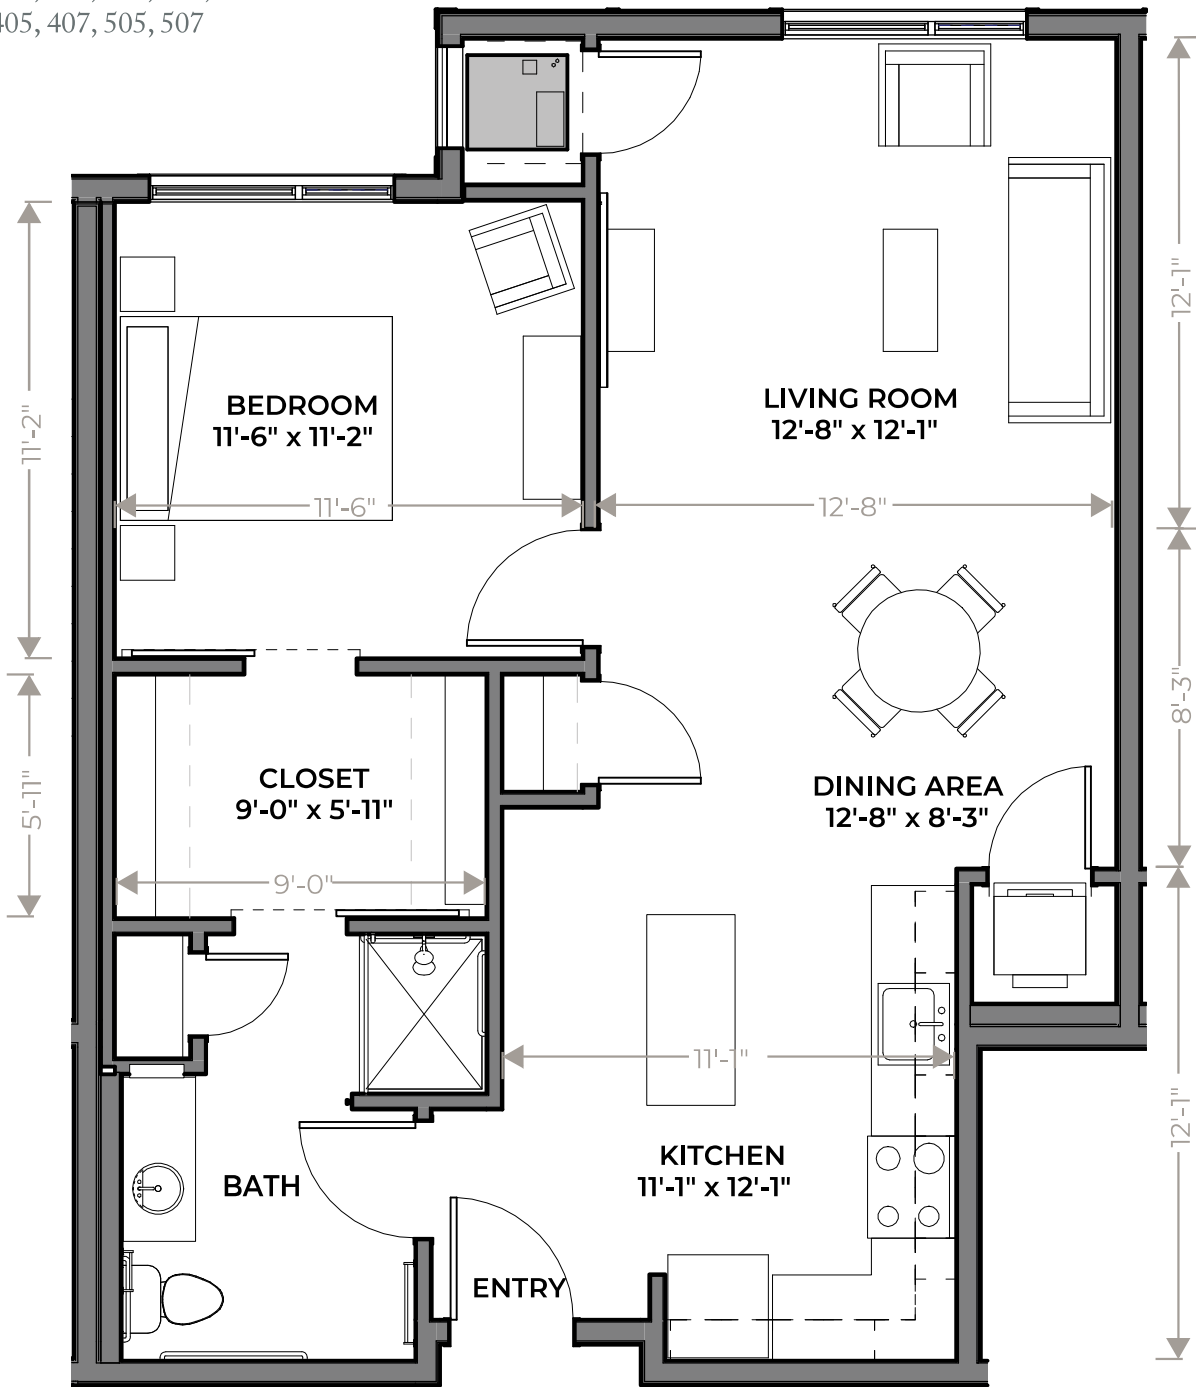 405, 407, 505, 507
BEDROOM
11'-6" x 11'-2"
LIVING ROOM
12'-8" x 12'-1"
12'-1"
11'-2"
11'-6"
12'-8"
8'-3"
CLOSET
9'-0" x 5'-11"
DINING AREA
12'-8" x 8'-3"
5'-11"
9'-0"
11'-1"
12'-1"
KITCHEN
11'-1" x 12'-1"
BATH
ENTRY